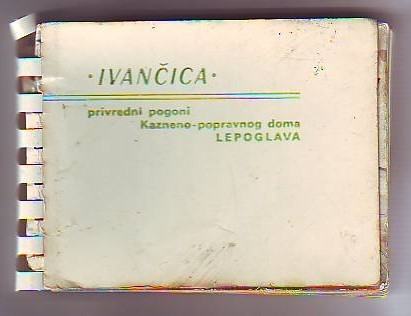 ·IVANČICA·
privredni pogoni
Kazneno-popravnog doma
LEPOGLAVA